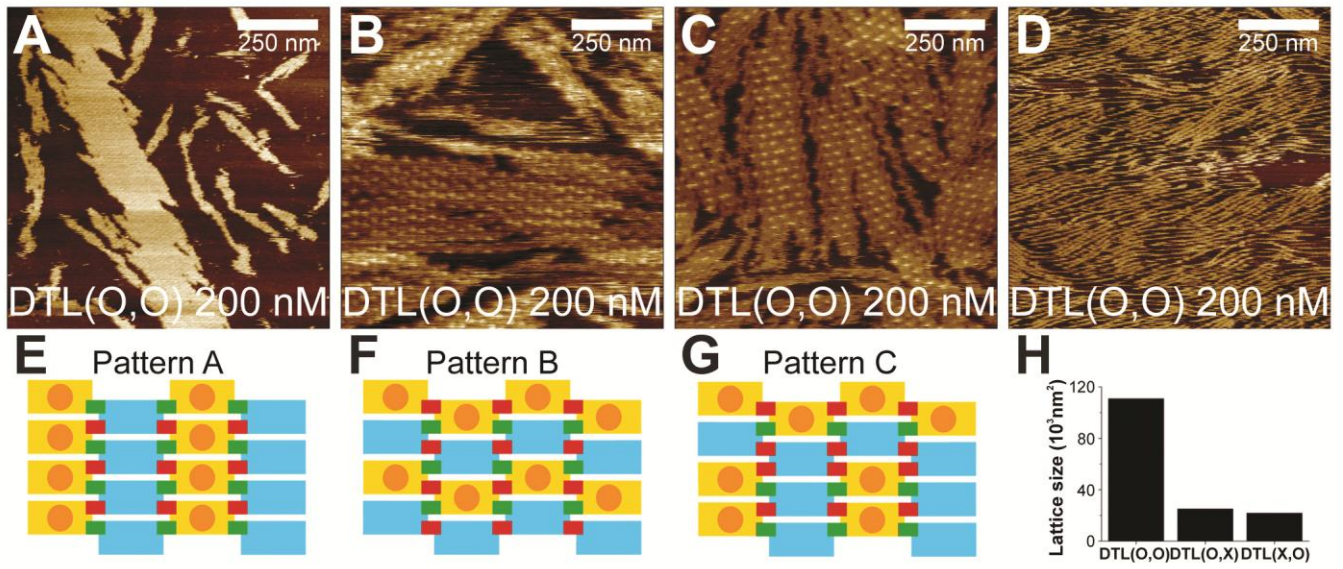 A
250 nm
DTL(O,O) 200 nM
B
250 nm
DTL(O,O) 200 nM
C
250 nm
DTL(O,O) 200 nM
D
250 nm
DTL(O,O) 200 nM
E
Pattern A
F
Pattern B
G
Pattern C
H
Lattice size (10³nm²)
120
80
40
0
DTL(O,O)
DTL(O,X)
DTL(X,O)